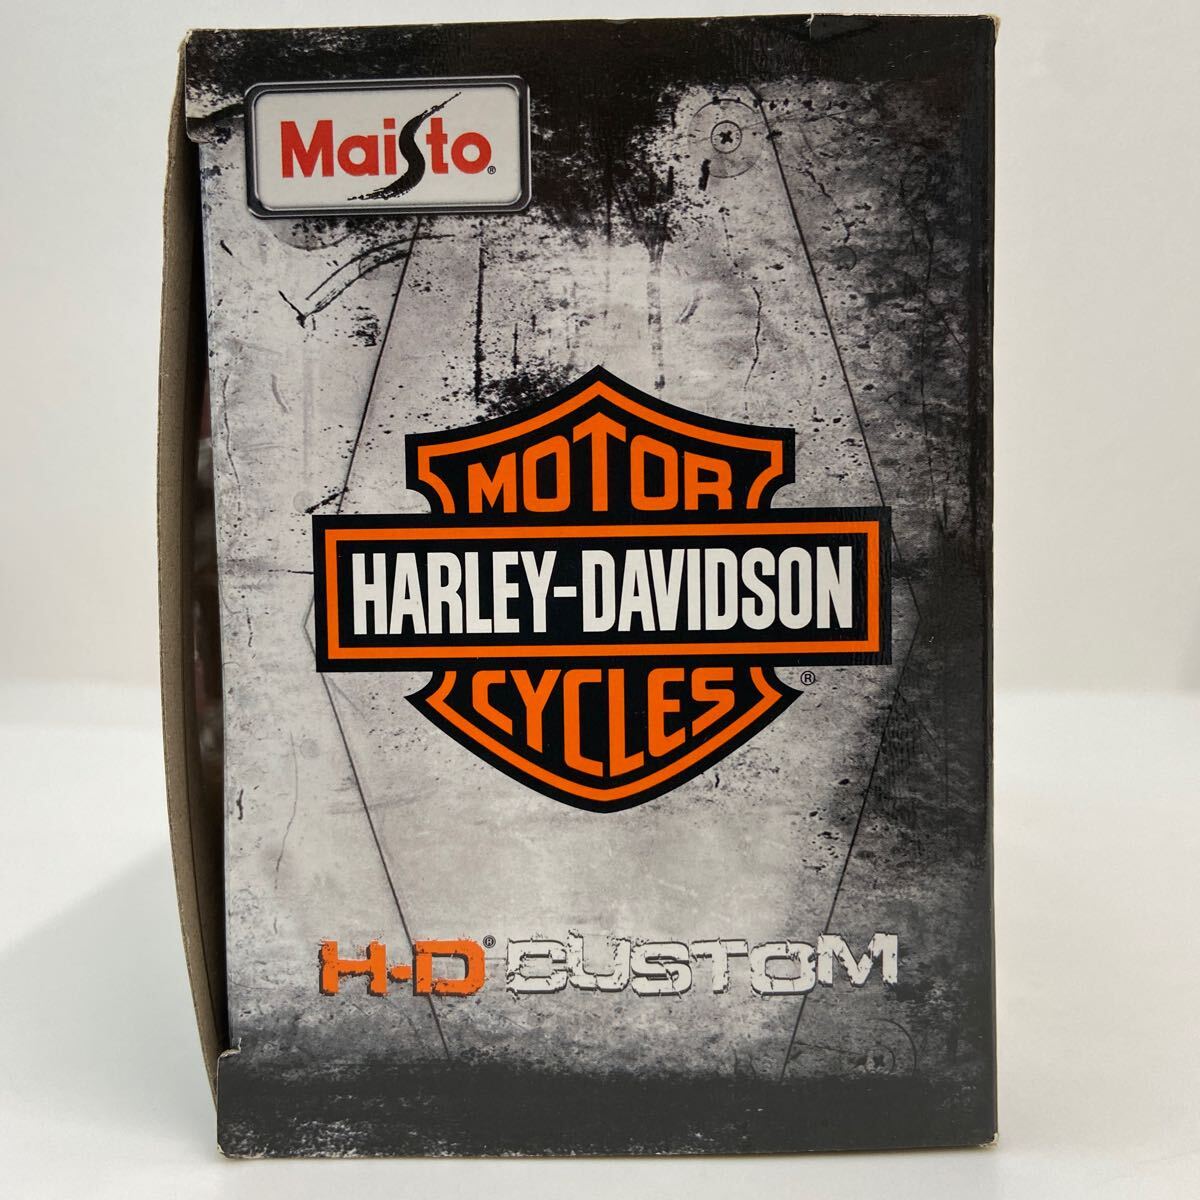 Maisto®
MOTOR
HARLEY-DAVIDSON
CYCLES ®
H-D® CUSTOM